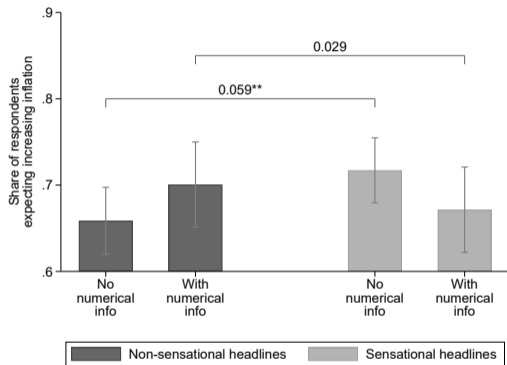 Share of respondents
expecting increasing inflation
.9
.8
.7
.6
0.029
0.059**
No
numerical
info
With
numerical
info
No
numerical
info
With
numerical
info
Non-sensational headlines
Sensational headlines